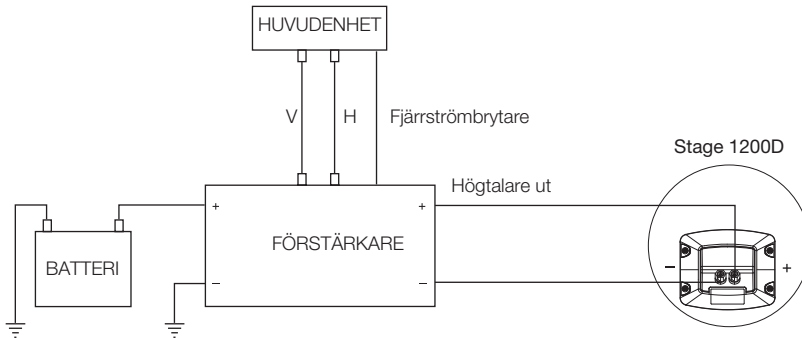 HUVUDENHET
V
H
Fjärrströmbrytare
Stage 1200D
Högtalare ut
+
+
FÖRSTÄRKARE
BATTERI
−
+
−
−